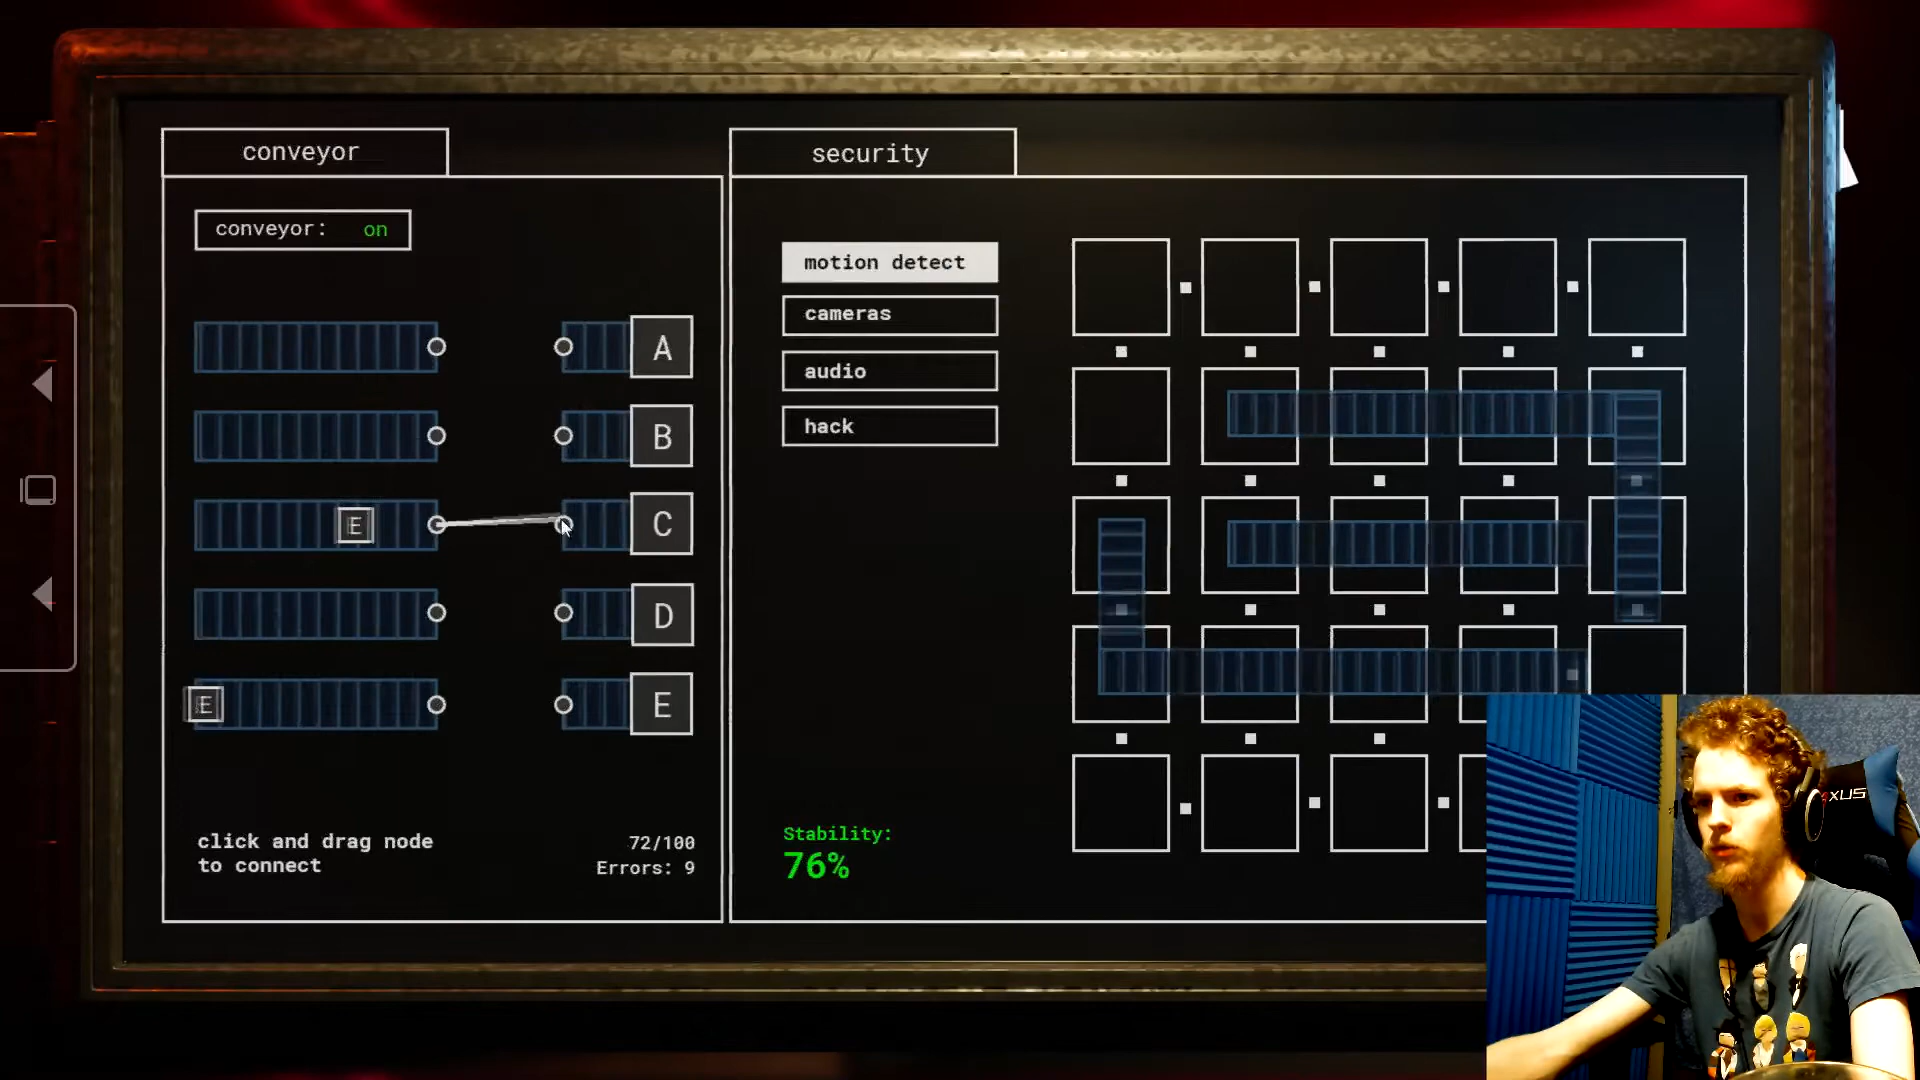 conveyor
conveyor: on
A
B
E
C
D
E
E
click and drag node
to connect
72/100
Errors: 9
security
motion detect
cameras
audio
hack
Stability:
76%
XUS